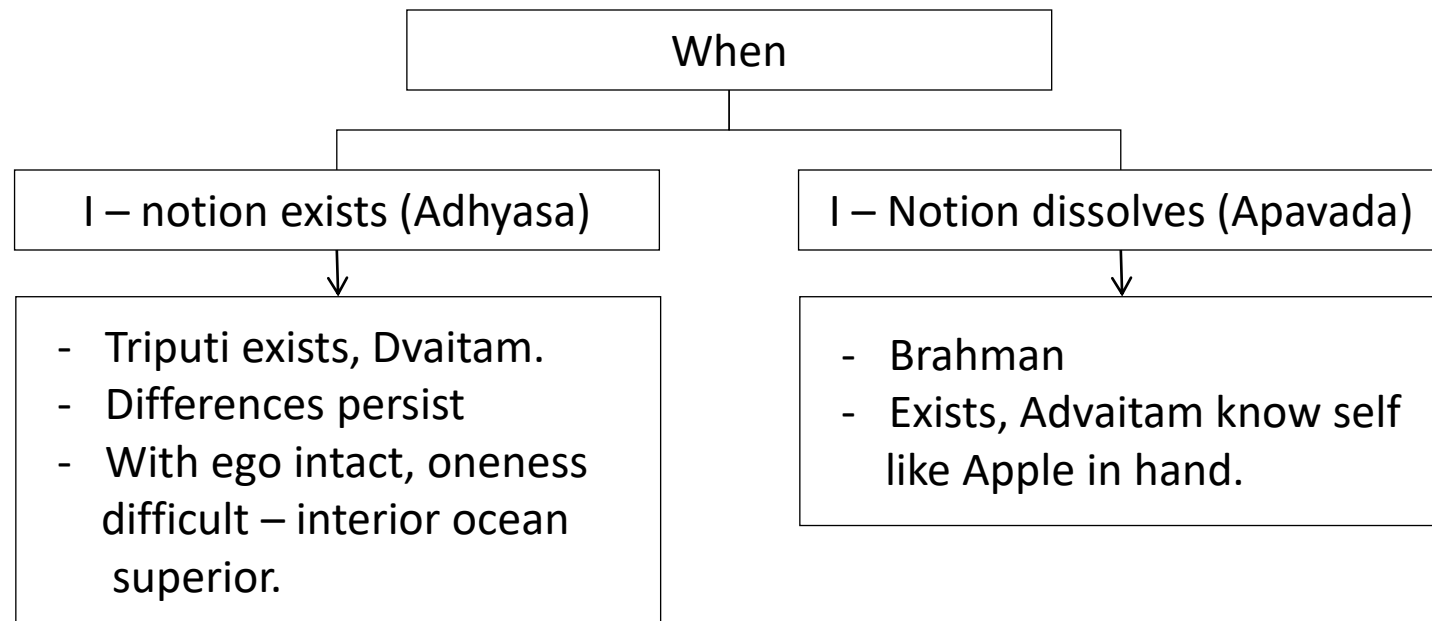 When
I – notion exists (Adhyasa)
I – Notion dissolves (Apavada)
- Triputi exists, Dvaitam.
- Differences persist
- With ego intact, oneness
difficult – interior ocean
superior.
- Brahman
- Exists, Advaitam know self
like Apple in hand.